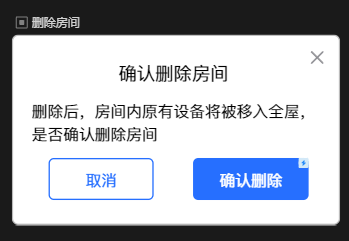 删除房间
确认删除房间
删除后，房间内原有设备将被移入全屋，
是否确认删除房间
取消
确认删除